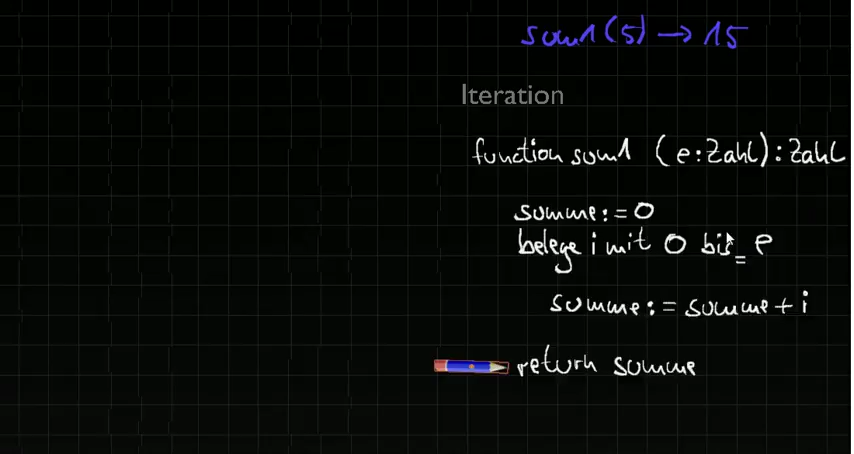 sum1(5) → 15
Iteration
function sum1 (e:Zahl):Zahl
summe:=0
belege i mit 0 bis = e
summe:=summe+i
return summe